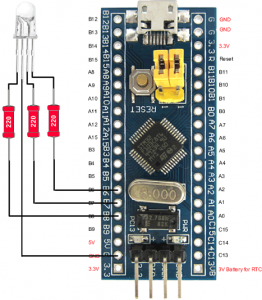 B12
B13
B14
B15
A8
A9
A10
A11
A12
A15
B3
B4
B5
B6
B7
B8
B9
5V
GND
3.3V
GND
GND
3.3V
Reset
B11
B10
B1
B0
A7
A6
A5
A4
A3
A2
A1
A0
C15
C14
C13
3V Battery for RTC
220
220
220
RESET
PC13
PWR